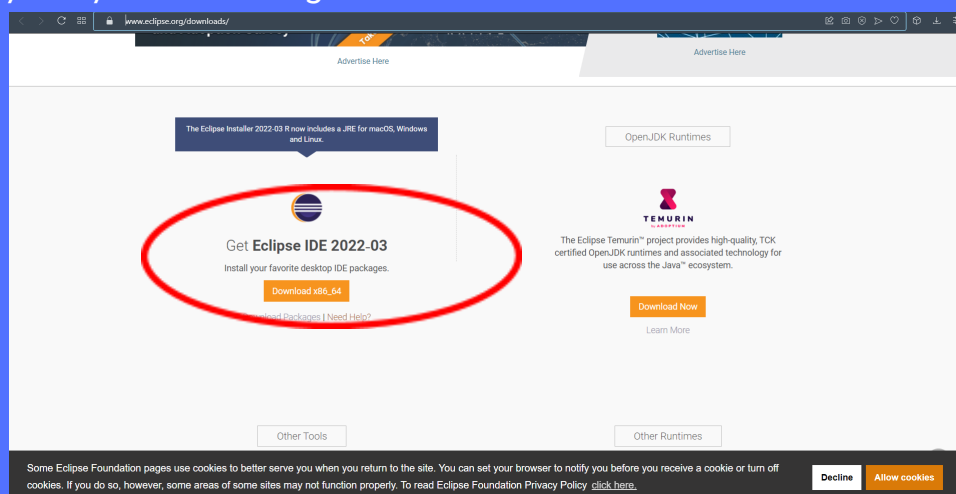 www.eclipse.org/downloads/
Advertise Here
Advertise Here
The Eclipse Installer 2022-03 R now includes a JRE for macOS, Windows
and Linux.
OpenJDK Runtimes
Get Eclipse IDE 2022-03
Install your favorite desktop IDE packages.
Download x86_64
Packages | Need Help?
TEMURIN
by ADOPTIUM
The Eclipse Temurin™ project provides high-quality, TCK
certified OpenJDK runtimes and associated technology for
use across the Java™ ecosystem.
Download Now
Learn More
Other Tools
Other Runtimes
Some Eclipse Foundation pages use cookies to better serve you when you return to the site. You can set your browser to notify you before you receive a cookie or turn off
cookies. If you do so, however, some areas of some sites may not function properly. To read Eclipse Foundation Privacy Policy click here.
Decline
Allow cookies